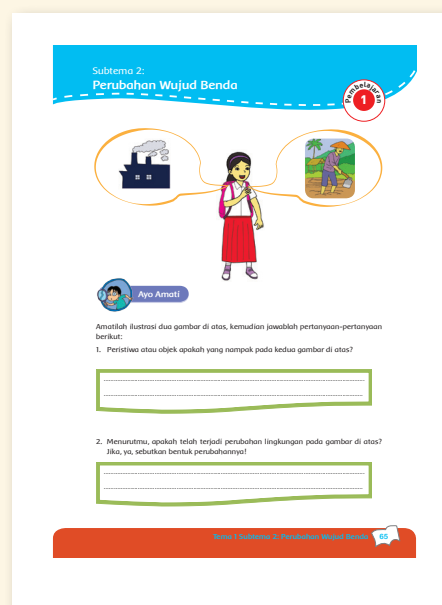 Subtema 2:
Perubahan Wujud Benda
Pembelajaran
1
Ayo Amati
Amatilah ilustrasi dua gambar di atas, kemudian jawablah pertanyaan-pertanyaan
berikut:
1. Peristiwa atau objek apakah yang nampak pada kedua gambar di atas?
2. Menurutmu, apakah telah terjadi perubahan lingkungan pada gambar di atas?
Jika, ya, sebutkan bentuk perubahannya!
Tema 1 Subtema 2: Perubahan Wujud Benda
65